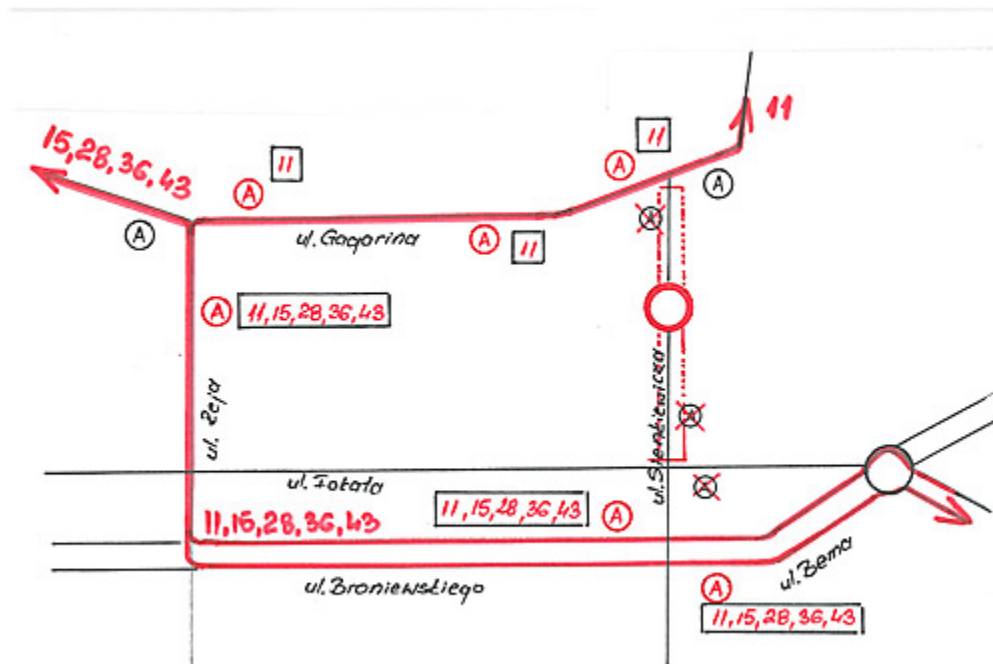 11
11
15,28,36,43
11
A
A
A
A
A
ul. Gagarina
A
11
A
A
11,15,28,36,43
ul. Reja
ul. Sienkiewicza
A
ul. Fotata
A
11,15,28,36,43
A
11,15,28,36,43
ul. Broniewskiego
ul. Bema
A
11,15,28,36,43